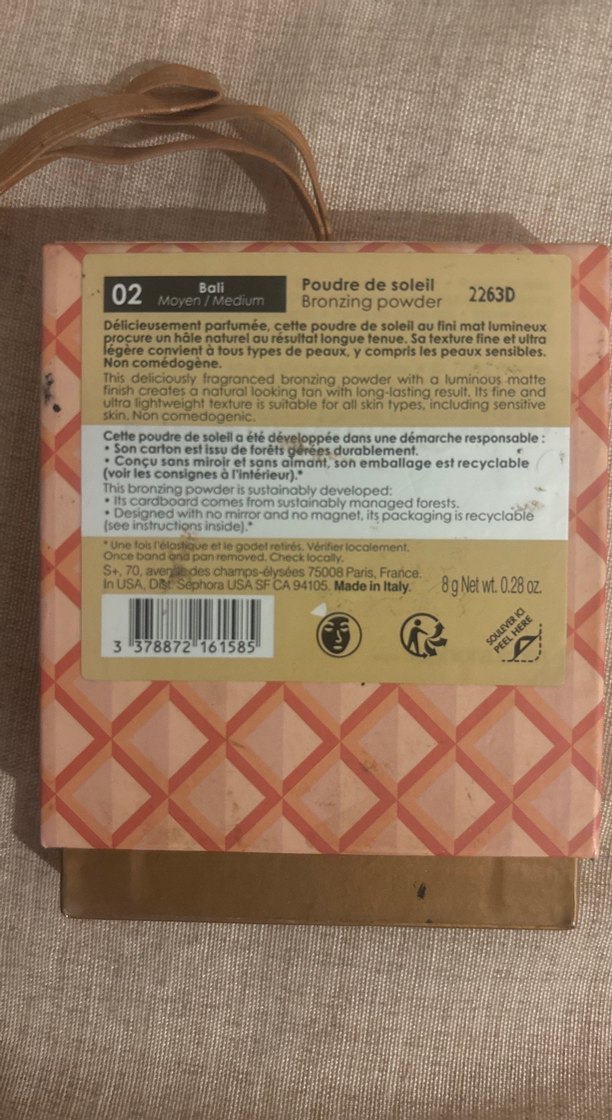 02
Bali
Moyen / Medium
Poudre de soleil
Bronzing powder
2263D
Délicieusement parfumée, cette poudre de soleil au fini mat lumineux
procure un hâle naturel au résultat longue tenue. Sa texture fine et ultra
légère convient à tous types de peaux, y compris les peaux sensibles.
Non comédogène.
This deliciously fragranced bronzing powder with a luminous matte
finish creates a natural looking tan with long-lasting result. Its fine and
ultra lightweight texture is suitable for all skin types, including sensitive
skin. Non comedogenic.
Cette poudre de soleil a été développée dans une démarche responsable :
• Son carton est issu de forêts gérées durablement.
• Conçu sans miroir et sans aimant, son emballage est recyclable
(voir les consignes à l'intérieur).*
This bronzing powder is sustainably developed:
• Its cardboard comes from sustainably managed forests.
• Designed with no mirror and no magnet, its packaging is recyclable
(see instructions inside).*
* Une fois l'élastique et le godet retirés. Vérifier localement.
Once band and pan removed. Check locally.
S+, 70, avenue des champs-élysées 75008 Paris, France.
In USA, Dist. Sephora USA SF CA 94105. Made in Italy.
8 g Net wt. 0.28 oz.
3 378872 161585
SOULEVER ICI
PEEL HERE